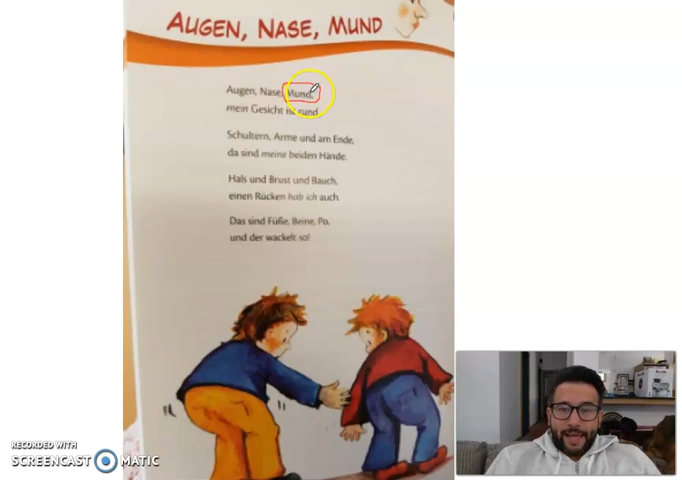 AUGEN, NASE, MUND
Augen, Nase, Mund,
mein Gesicht ist rund
Schultern, Arme und am Ende,
da sind meine beiden Hände.
Hals und Brust und Bauch,
einen Rücken hab ich auch.
Das sind Füße, Beine, Po,
und der wackelt so!
RECORDED WITH
SCREENCAST MATIC